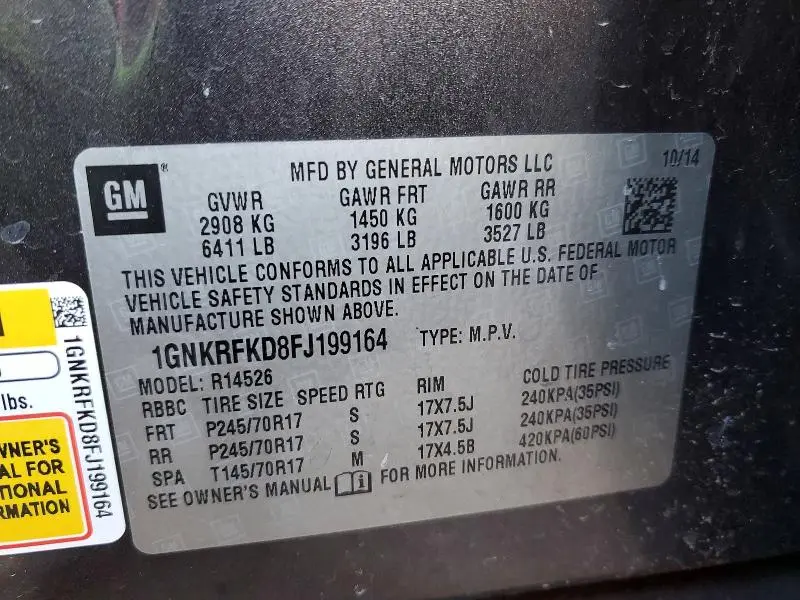 GM
MFD BY GENERAL MOTORS LLC
10/14
GVWR GAWR FRT GAWR RR
2908 KG 1450 KG 1600 KG
6411 LB 3196 LB 3527 LB
THIS VEHICLE CONFORMS TO ALL APPLICABLE U.S. FEDERAL MOTOR
VEHICLE SAFETY STANDARDS IN EFFECT ON THE DATE OF
MANUFACTURE SHOWN ABOVE.
1GNKRFKD8FJ199164 TYPE: M.P.V.
MODEL: R14526
RBBC TIRE SIZE SPEED RTG RIM COLD TIRE PRESSURE
FRT P245/70R17 S 17X7.5J 240KPA(35PSI)
RR P245/70R17 S 17X7.5J 240KPA(35PSI)
SPA T145/70R17 M 17X4.5B 420KPA(60PSI)
SEE OWNER'S MANUAL FOR MORE INFORMATION.
lbs.
OWNER'S
FOR
1GNKRFKD8FJ199164